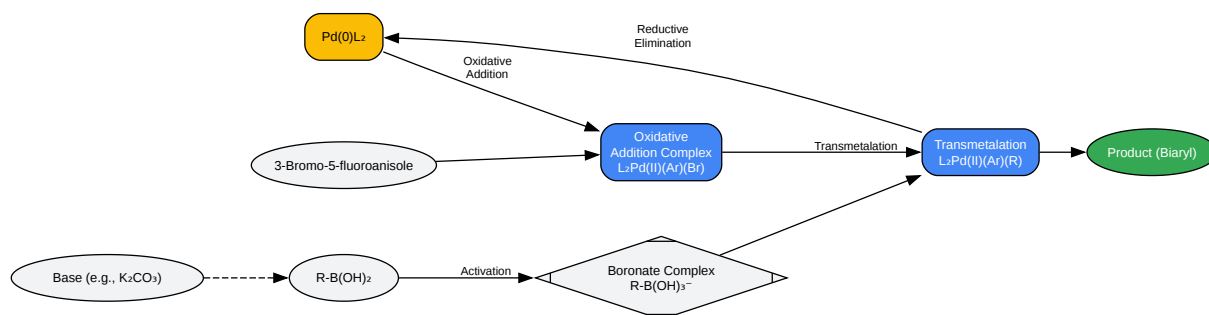 Reductive
Elimination
Pd(0)L₂
Oxidative
Addition
Oxidative
Addition Complex
L₂Pd(II)(Ar)(Br)
Transmetalation
Transmetalation
L₂Pd(II)(Ar)(R)
Product (Biaryl)
3-Bromo-5-fluoroanisole
Base (e.g., K₂CO₃)
R-B(OH)₂
Activation
Boronate Complex
R-B(OH)₃⁻